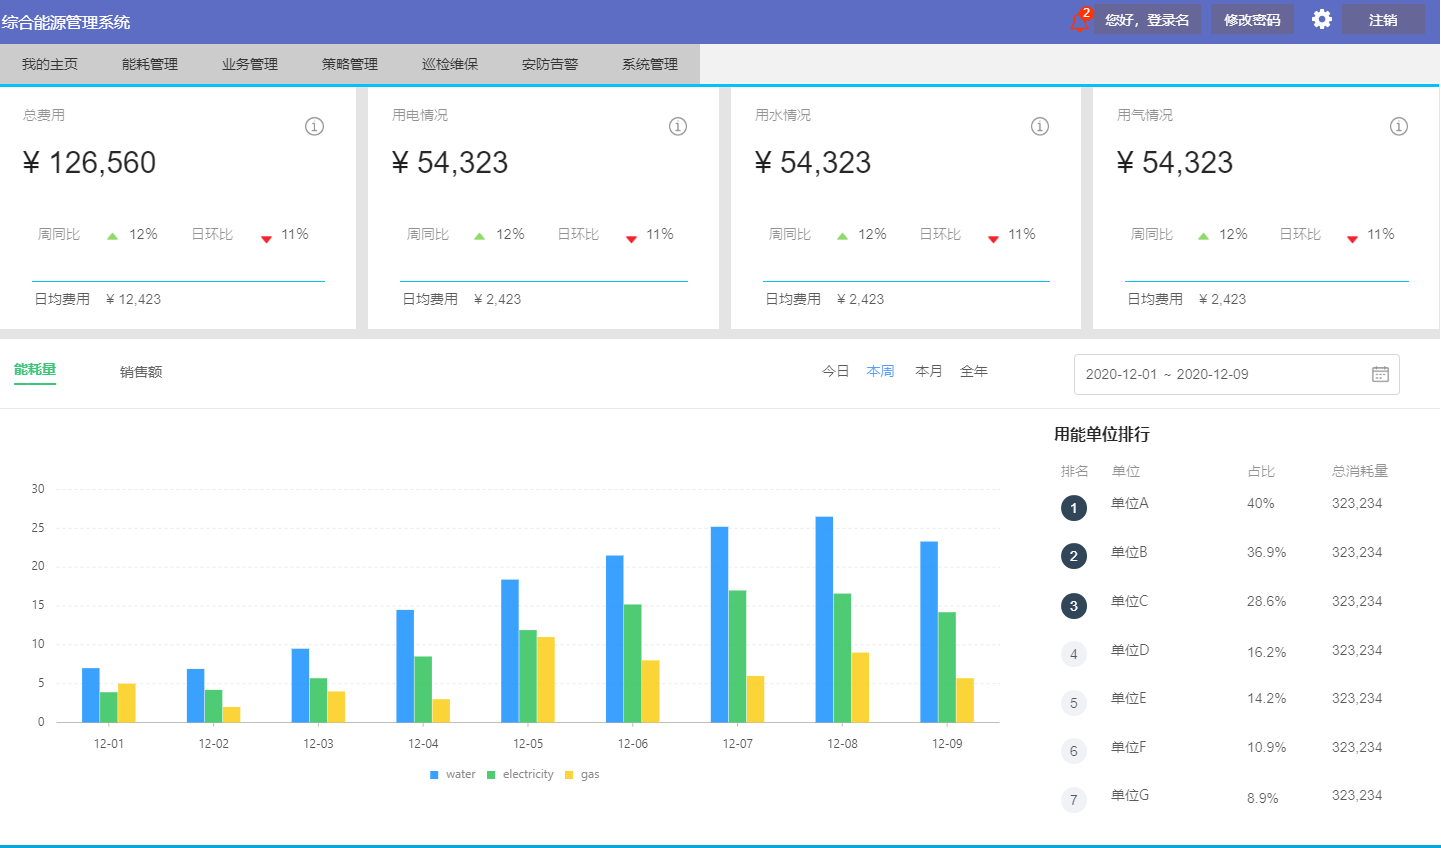 综合能源管理系统
2 您好，登录名 修改密码 注销
我的主页 能耗管理 业务管理 策略管理 巡检维保 安防告警 系统管理
总费用 用电情况 用水情况 用气情况
¥ 126,560 ¥ 54,323 ¥ 54,323 ¥ 54,323
周同比 12% 日环比 11% 周同比 12% 日环比 11% 周同比 12% 日环比 11% 周同比 12% 日环比 11%
日均费用 ¥ 12,423 日均费用 ¥ 2,423 日均费用 ¥ 2,423 日均费用 ¥ 2,423
能耗量 销售额 今日 本周 本月 全年 2020-12-01 ~ 2020-12-09
30
25
20
15
10
5
0
12-01 12-02 12-03 12-04 12-05 12-06 12-07 12-08 12-09
water electricity gas
用能单位排行
排名 单位 占比 总消耗量
1 单位A 40% 323,234
2 单位B 36.9% 323,234
3 单位C 28.6% 323,234
4 单位D 16.2% 323,234
5 单位E 14.2% 323,234
6 单位F 10.9% 323,234
7 单位G 8.9% 323,234